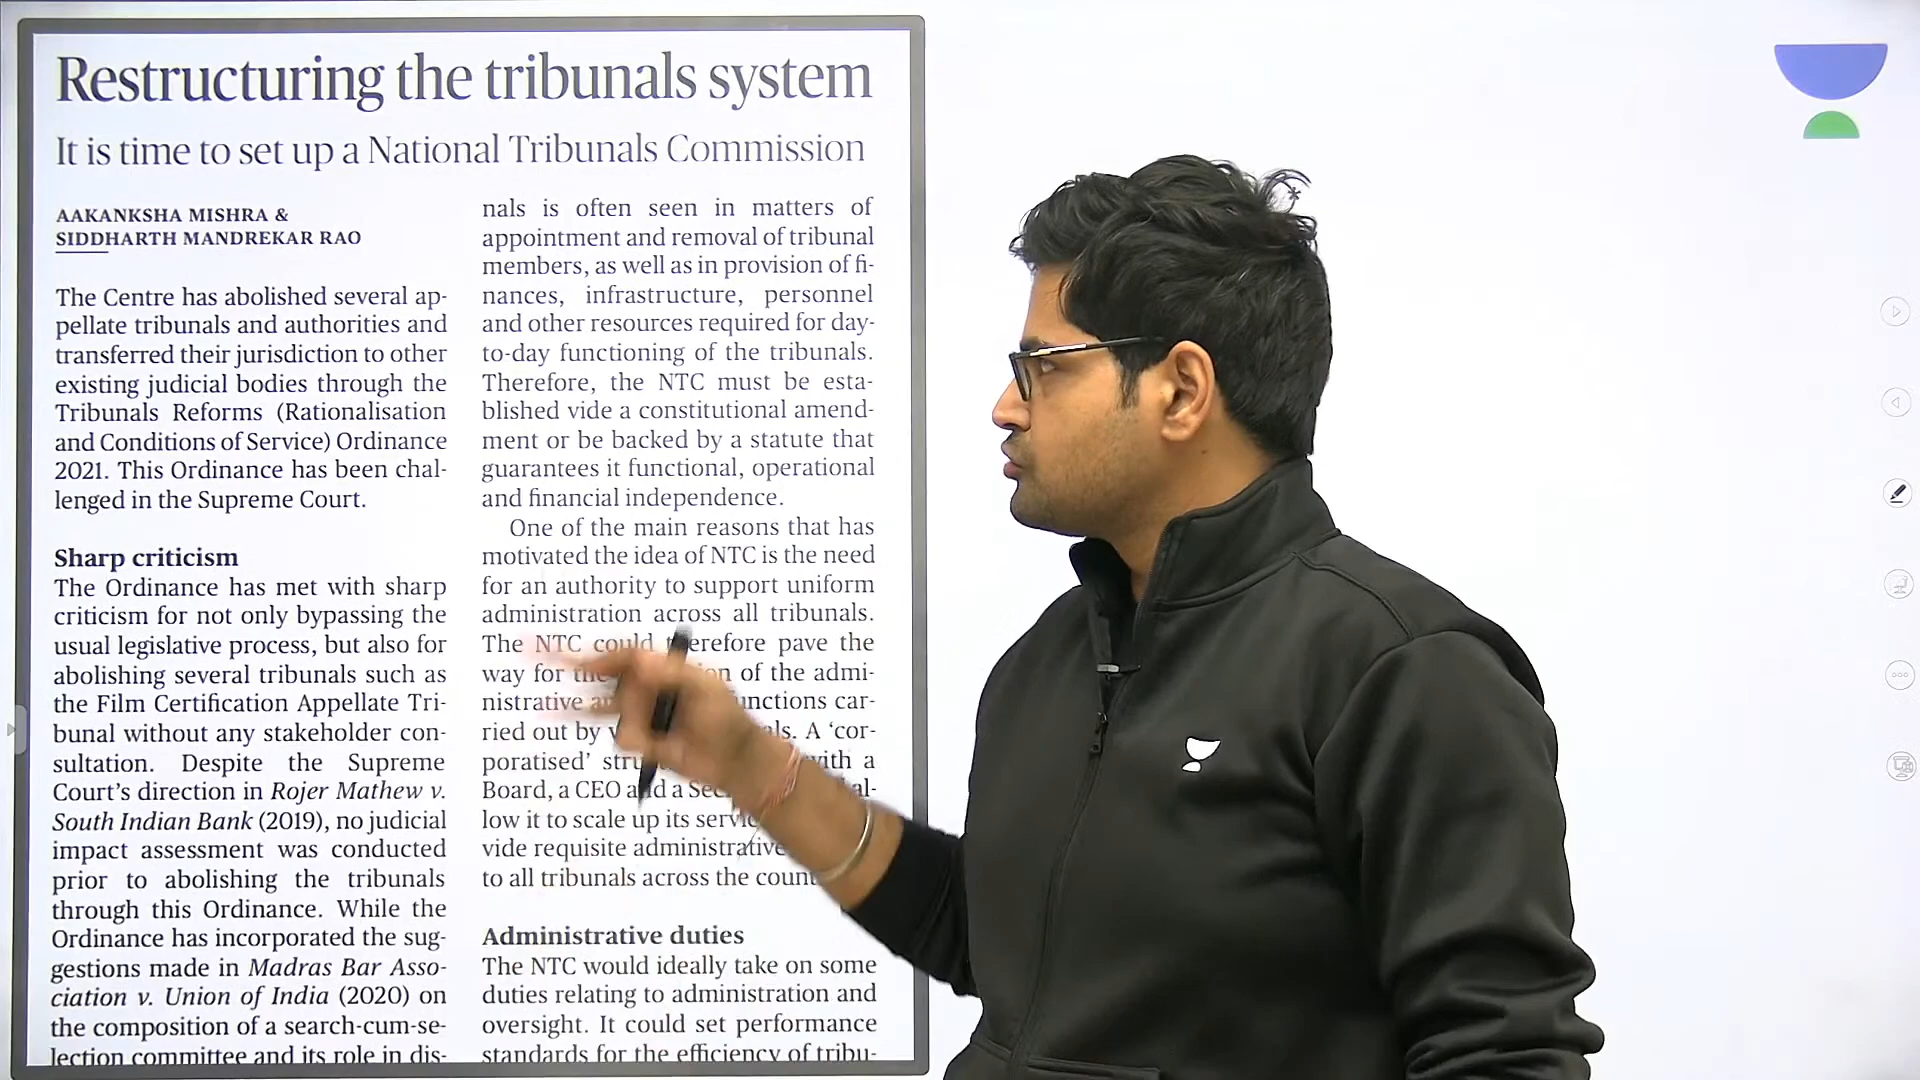 Restructuring the tribunals system
It is time to set up a National Tribunals Commission
AAKANKSHA MISHRA &
SIDDHARTH MANDREKAR RAO
The Centre has abolished several ap-
pellate tribunals and authorities and
transferred their jurisdiction to other
existing judicial bodies through the
Tribunals Reforms (Rationalisation
and Conditions of Service) Ordinance
2021. This Ordinance has been chal-
lenged in the Supreme Court.
Sharp criticism
The Ordinance has met with sharp
criticism for not only bypassing the
usual legislative process, but also for
abolishing several tribunals such as
the Film Certification Appellate Tri-
bunal without any stakeholder con-
sultation. Despite the Supreme
Court's direction in Rojer Mathew v.
South Indian Bank (2019), no judicial
impact assessment was conducted
prior to abolishing the tribunals
through this Ordinance. While the
Ordinance has incorporated the sug-
gestions made in Madras Bar Asso-
ciation v. Union of India (2020) on
the composition of a search-cum-se-
lection committee and its role in dis-
nals is often seen in matters of
appointment and removal of tribunal
members, as well as in provision of fi-
nances, infrastructure, personnel
and other resources required for day-
to-day functioning of the tribunals.
Therefore, the NTC must be esta-
blished vide a constitutional amend-
ment or be backed by a statute that
guarantees it functional, operational
and financial independence.
One of the main reasons that has
motivated the idea of NTC is the need
for an authority to support uniform
administration across all tribunals.
The NTC could therefore pave the
way for the of the admi-
nistrative functions car-
ried out by A 'cor-
poratised' with a
Board, a CEO and a al-
low it to scale up its
vide requisite administrative
to all tribunals across the
Administrative duties
The NTC would ideally take on some
duties relating to administration and
oversight. It could set performance
standards for the efficiency of tribu-